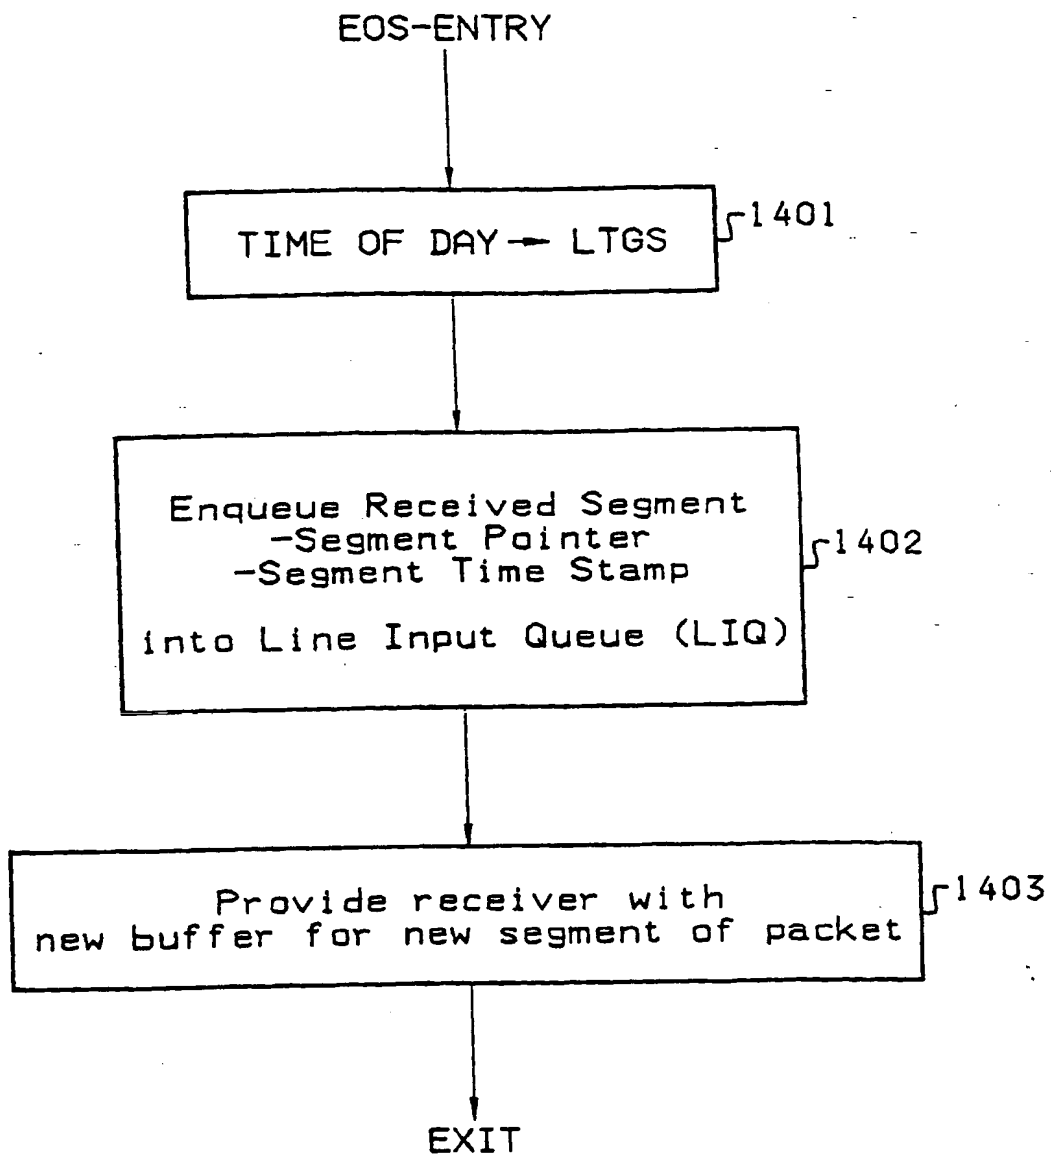 EOS-ENTRY
TIME OF DAY → LTGS
1401
Enqueue Received Segment
-Segment Pointer
-Segment Time Stamp
into Line Input Queue (LIQ)
1402
Provide receiver with
new buffer for new segment of packet
1403
EXIT